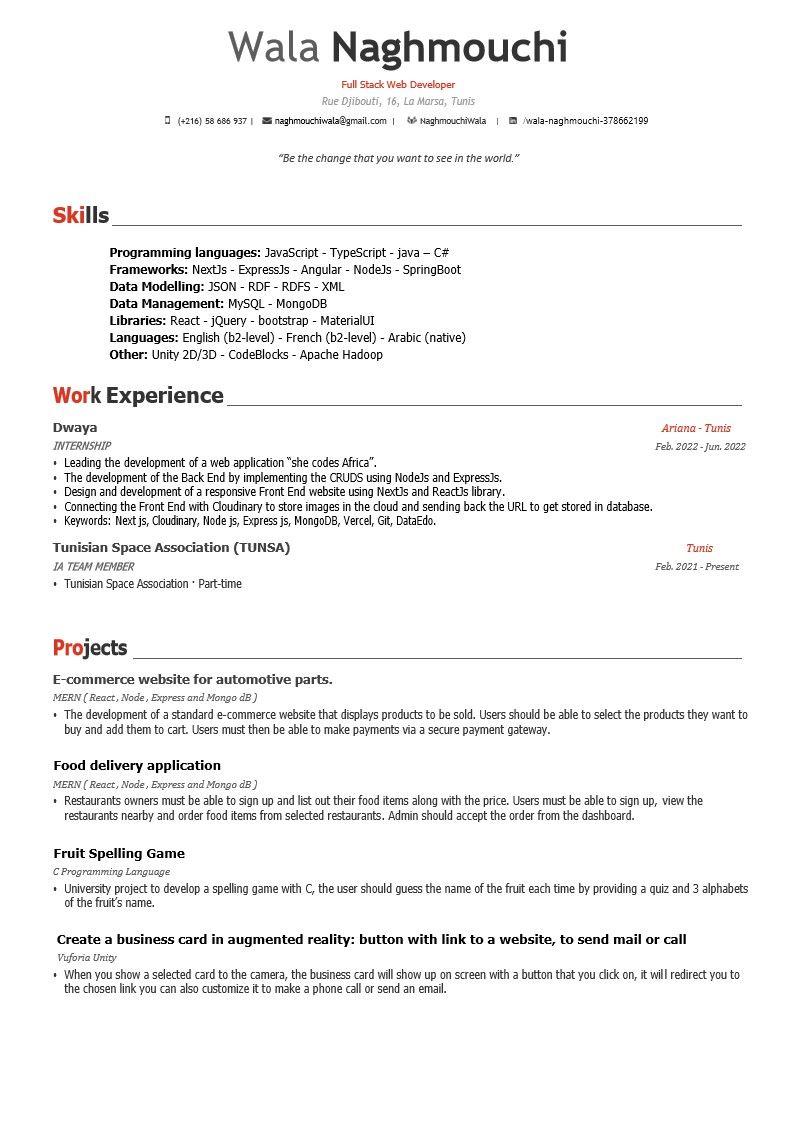 Wala Naghmouchi
Full Stack Web Developer
Rue Djibouti, 16, La Marsa, Tunis
(+216) 58 686 937 | naghmouchiwala@gmail.com | NaghmouchiWala | /wala-naghmouchi-378662199
“Be the change that you want to see in the world.”
Skills
Programming languages: JavaScript - TypeScript - java – C#
Frameworks: NextJs - ExpressJs - Angular - NodeJs - SpringBoot
Data Modelling: JSON - RDF - RDFS - XML
Data Management: MySQL - MongoDB
Libraries: React - jQuery - bootstrap - MaterialUI
Languages: English (b2-level) - French (b2-level) - Arabic (native)
Other: Unity 2D/3D - CodeBlocks - Apache Hadoop
Work Experience
Dwaya Ariana - Tunis
INTERNSHIP Feb. 2022 - Jun. 2022
• Leading the development of a web application “she codes Africa”.
• The development of the Back End by implementing the CRUDS using NodeJs and ExpressJs.
• Design and development of a responsive Front End website using NextJs and ReactJs library.
• Connecting the Front End with Cloudinary to store images in the cloud and sending back the URL to get stored in database.
• Keywords: Next js, Cloudinary, Node js, Express js, MongoDB, Vercel, Git, DataEdo.
Tunisian Space Association (TUNSA) Tunis
IA TEAM MEMBER Feb. 2021 - Present
• Tunisian Space Association · Part-time
Projects
E-commerce website for automotive parts.
MERN ( React , Node , Express and Mongo dB )
• The development of a standard e-commerce website that displays products to be sold. Users should be able to select the products they want to
buy and add them to cart. Users must then be able to make payments via a secure payment gateway.
Food delivery application
MERN ( React , Node , Express and Mongo dB )
• Restaurants owners must be able to sign up and list out their food items along with the price. Users must be able to sign up, view the
restaurants nearby and order food items from selected restaurants. Admin should accept the order from the dashboard.
Fruit Spelling Game
C Programming Language
• University project to develop a spelling game with C, the user should guess the name of the fruit each time by providing a quiz and 3 alphabets
of the fruit’s name.
Create a business card in augmented reality: button with link to a website, to send mail or call
Vuforia Unity
• When you show a selected card to the camera, the business card will show up on screen with a button that you click on, it will redirect you to
the chosen link you can also customize it to make a phone call or send an email.